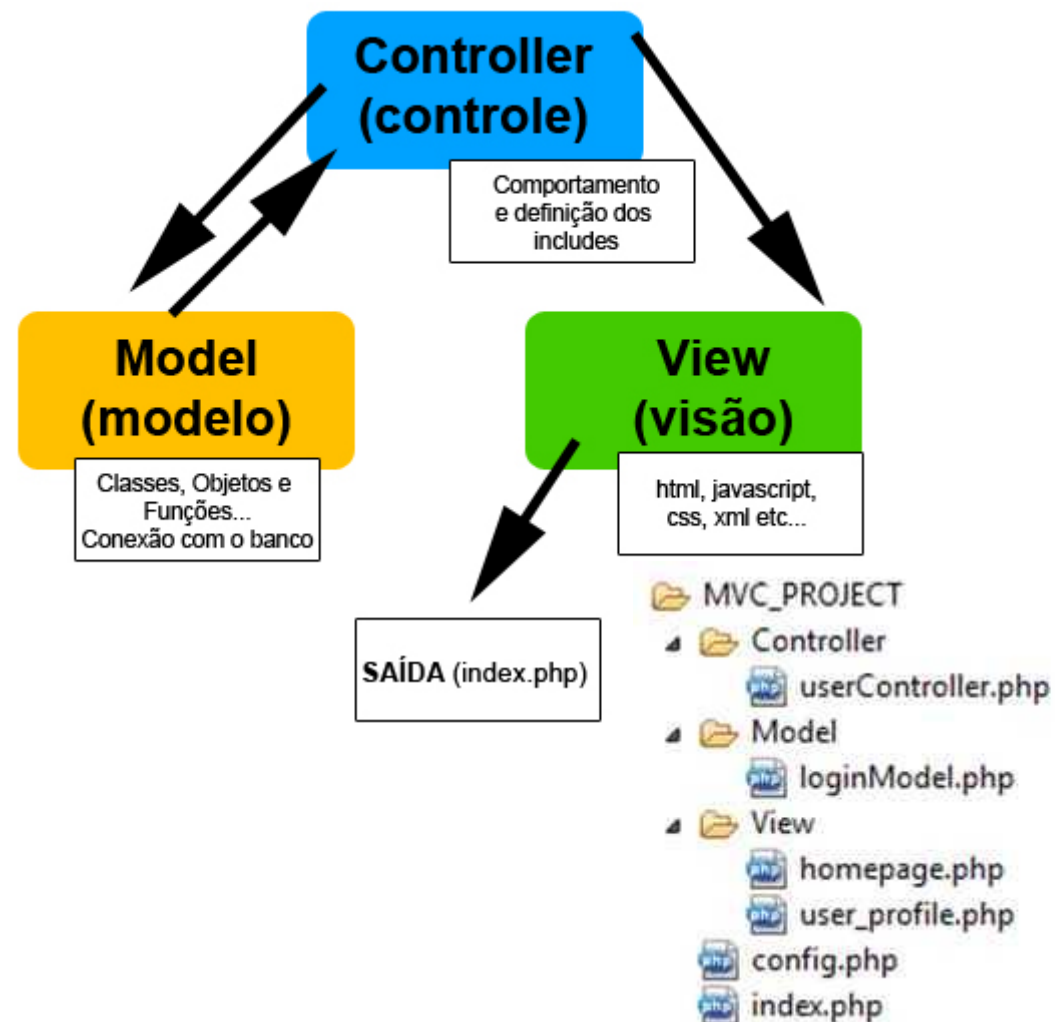 Controller
(controle)
Comportamento
e definição dos
includes
Model
(modelo)
Classes, Objetos e
Funções...
Conexão com o banco
View
(visão)
html, javascript,
css, xml etc...
SAÍDA (index.php)
MVC_PROJECT
Controller
userController.php
Model
loginModel.php
View
homepage.php
user_profile.php
config.php
index.php